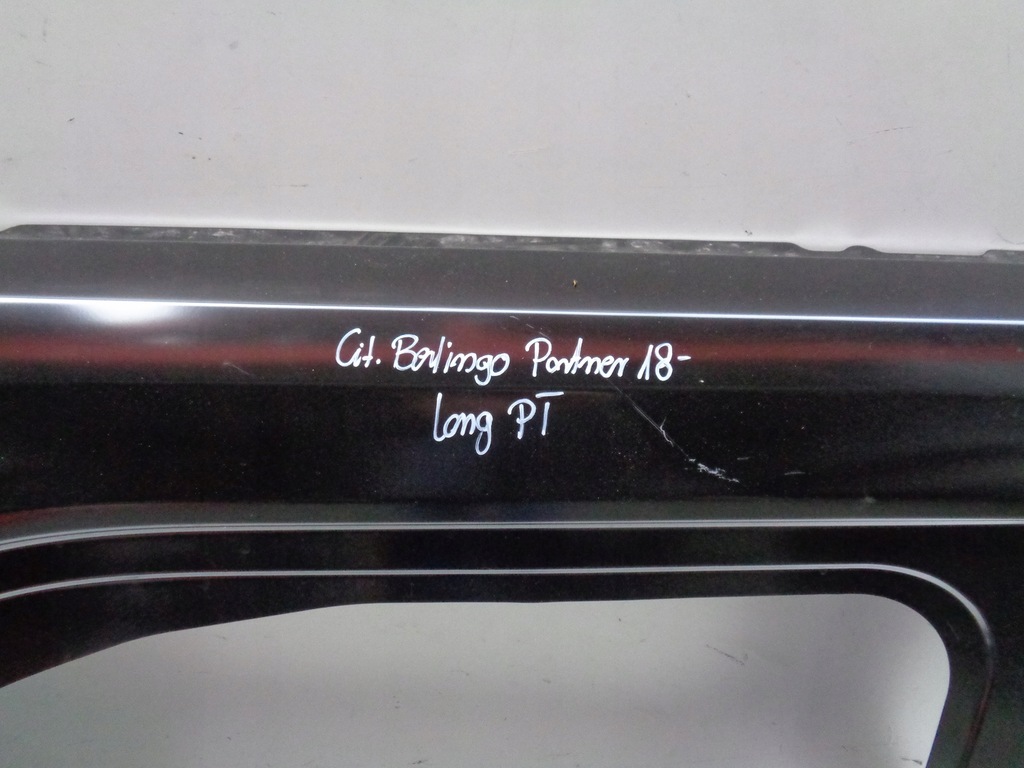 Cit. Berlingo Partner 18-
Long PT